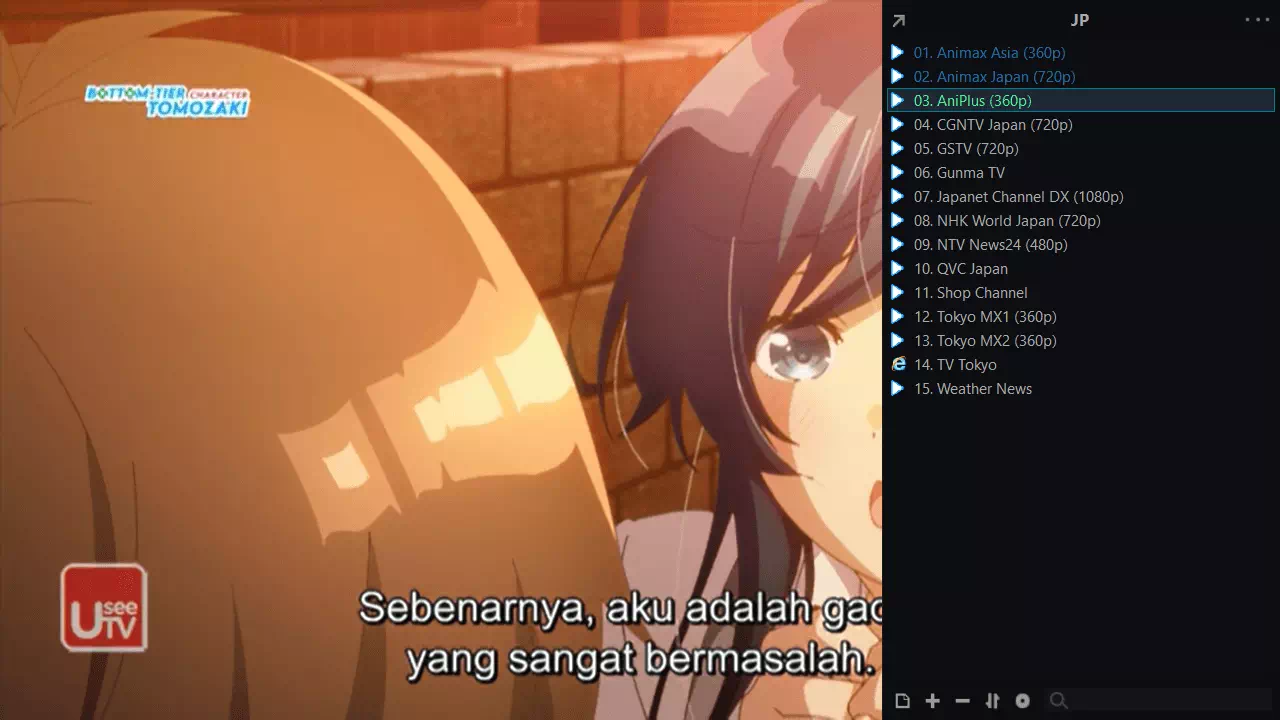 BOTTOM-TIER CHARACTER
TOMOZAKI
Usee
TV
Sebenarnya, aku adalah
yang sangat bermasalah.
JP
01. Animax Asia (360p)
02. Animax Japan (720p)
03. AniPlus (360p)
04. CGNTV Japan (720p)
05. GSTV (720p)
06. Gunma TV
07. Japanet Channel DX (1080p)
08. NHK World Japan (720p)
09. NTV News24 (480p)
10. QVC Japan
11. Shop Channel
12. Tokyo MX1 (360p)
13. Tokyo MX2 (360p)
14. TV Tokyo
15. Weather News